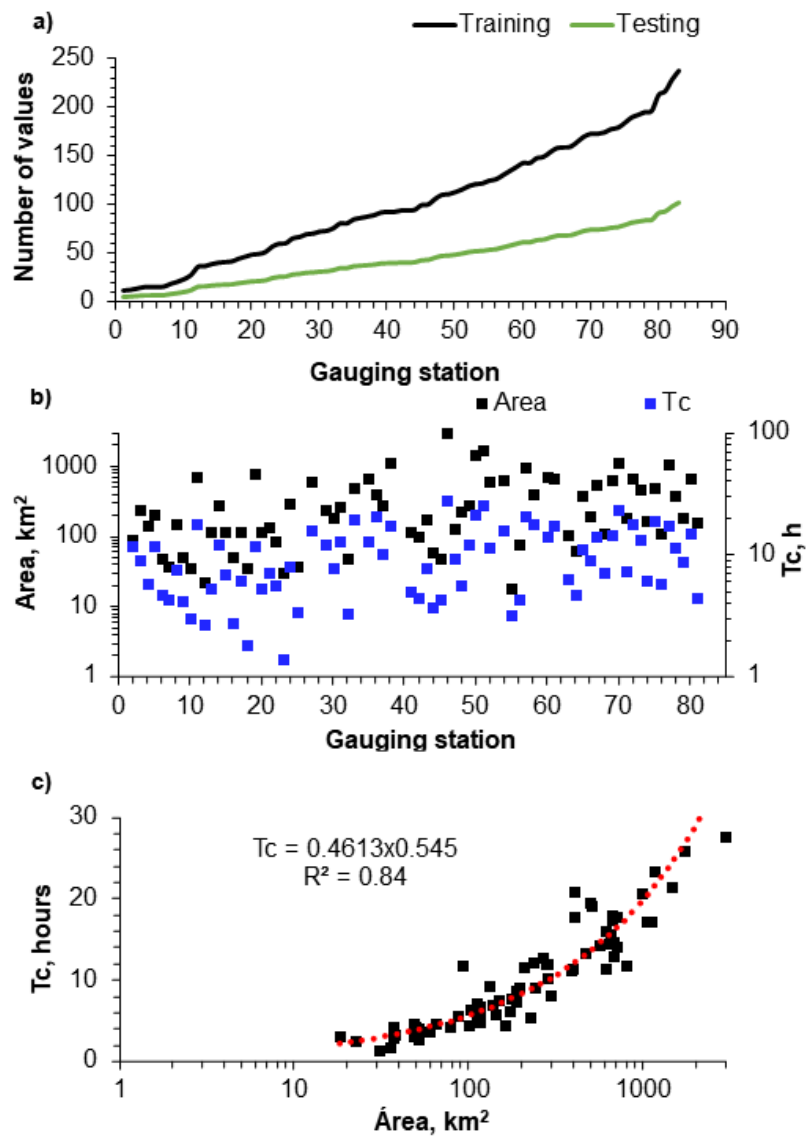 a)
Training
Testing
250
200
150
100
50
0
Number of values
0 10 20 30 40 50 60 70 80 90
Gauging station
b)
Area
Tc
1000
100
10
1
Area, km²
100
10
1
Tc, h
0 10 20 30 40 50 60 70 80
Gauging station
c)
30
20
10
0
Tc, hours
Tc = 0.4613x0.545
R² = 0.84
1 10 100 1000
Área, km²